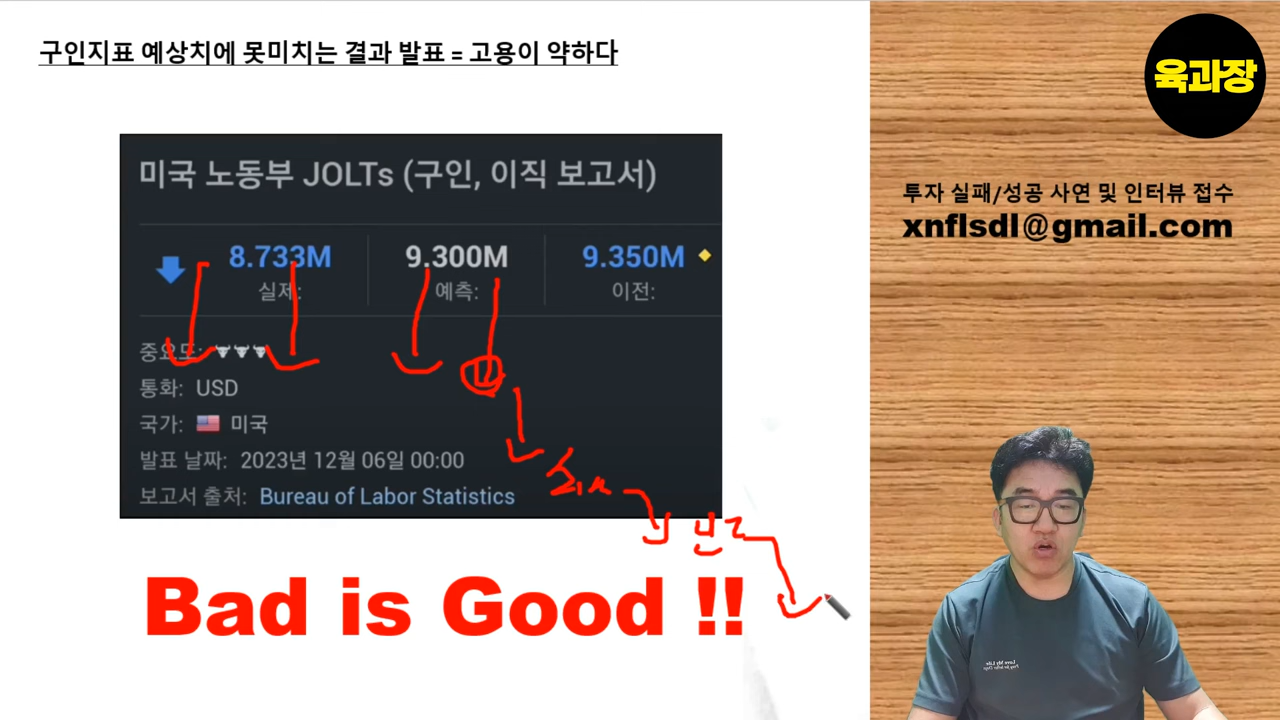 구인지표 예상치에 못미치는 결과 발표 = 고용이 약하다
육과장
투자 실패/성공 사연 및 인터뷰 접수
xnflsdl@gmail.com
미국 노동부 JOLTs (구인, 이직 보고서)
8.733M 9.300M 9.350M
실제: 예측: 이전:
중요도:
통화: USD
국가: 미국
발표 날짜: 2023년 12월 06일 00:00
보고서 출처: Bureau of Labor Statistics
Bad is Good !!